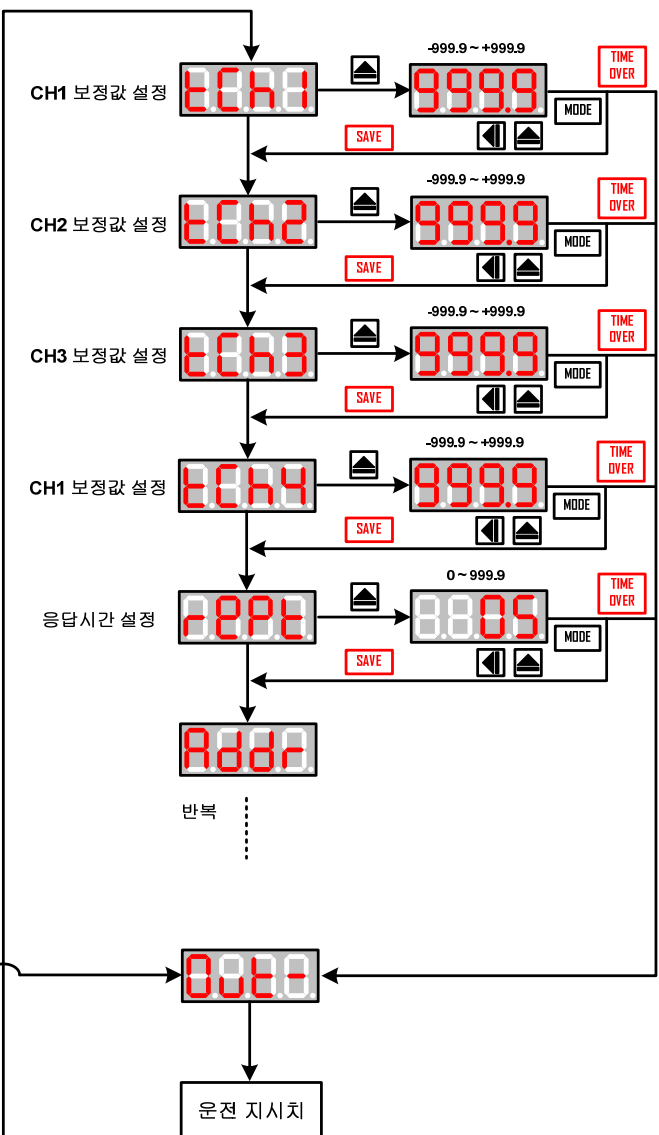 -999.9 ~ +999.9
TIME OVER
CH1 보정값 설정
tCh1
999.9
MODE
SAVE
-999.9 ~ +999.9
TIME OVER
CH2 보정값 설정
tCh2
999.9
MODE
SAVE
-999.9 ~ +999.9
TIME OVER
CH3 보정값 설정
tCh3
999.9
MODE
SAVE
-999.9 ~ +999.9
TIME OVER
CH1 보정값 설정
tCh4
999.9
MODE
SAVE
0 ~ 999.9
TIME OVER
응답시간 설정
rEPt
05
MODE
SAVE
Addr
반복
Out-
운전 지시치